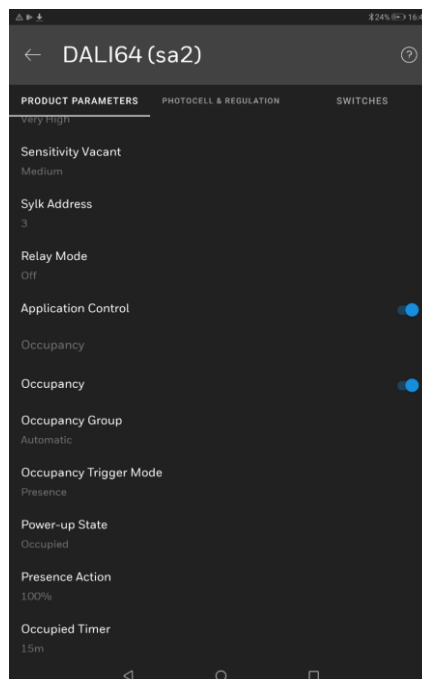 24% 16:4
DALI64 (sa2)
PRODUCT PARAMETERS PHOTOCELL & REGULATION SWITCHES
Very High
Sensitivity Vacant
Medium
Sylk Address
3
Relay Mode
Off
Application Control
Occupancy
Occupancy
Occupancy Group
Automatic
Occupancy Trigger Mode
Presence
Power-up State
Occupied
Presence Action
100%
Occupied Timer
15m